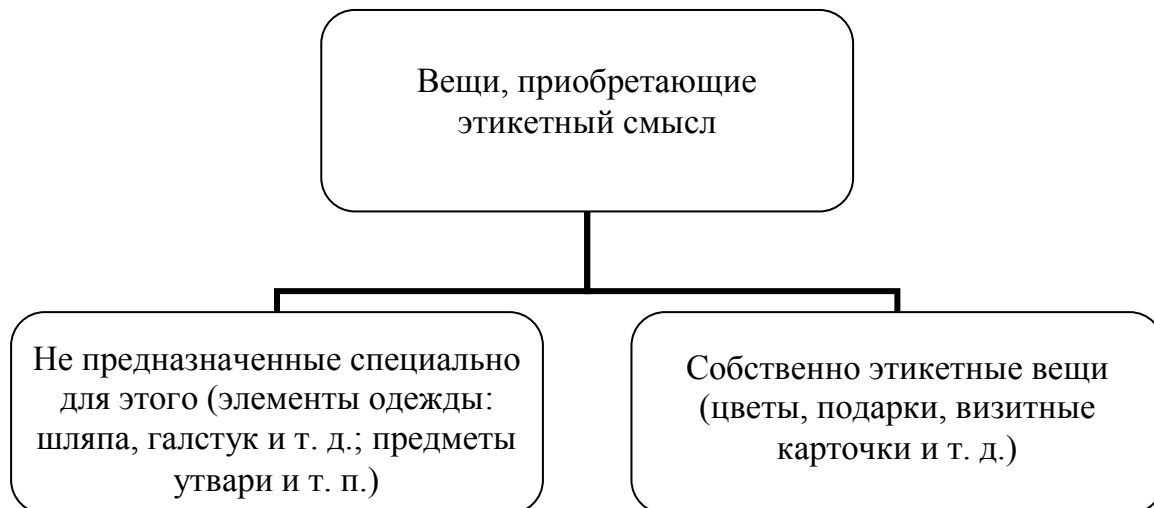 Вещи, приобретающие
этикетный смысл
Не предназначенные специально
для этого (элементы одежды:
шляпа, галстук и т. д.; предметы
утвари и т. п.)
Собственно этикетные вещи
(цветы, подарки, визитные
карточки и т. д.)